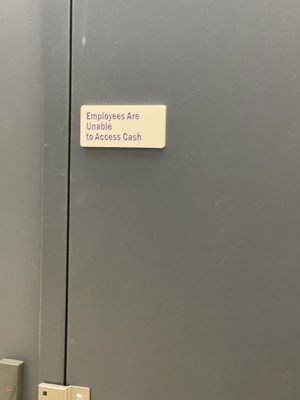 Employees Are
Unable
to Access Cash